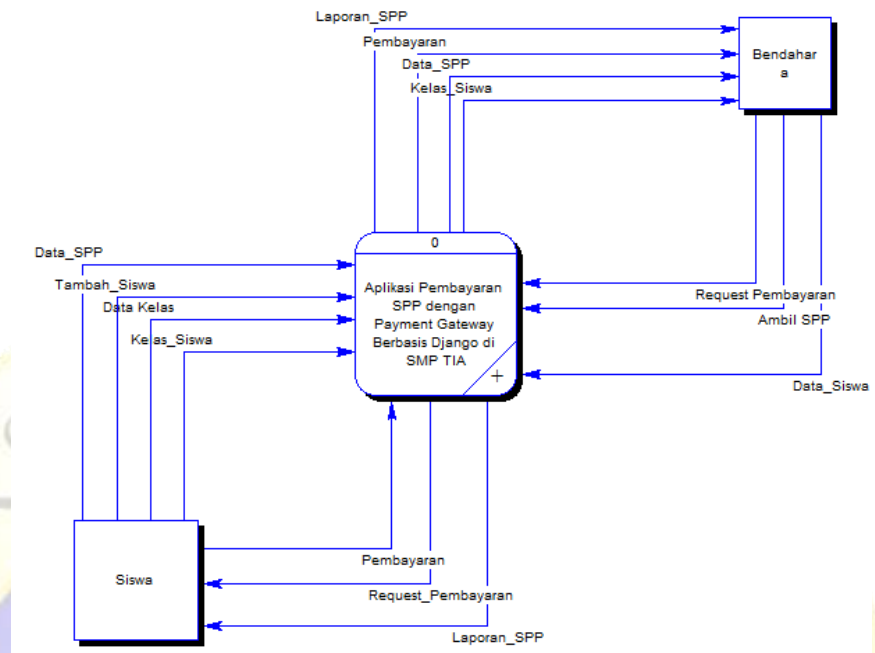 Laporan_SPP
Pembayaran
Data_SPP
Kelas_Siswa
Bendahar
a
0
Aplikasi Pembayaran
SPP dengan
Payment Gateway
Berbasis Django di
SMP TIA
Data_SPP
Tambah_Siswa
Data Kelas
Kelas_Siswa
Request Pembayaran
Ambil SPP
Data_Siswa
Siswa
Pembayaran
Request_Pembayaran
Laporan_SPP